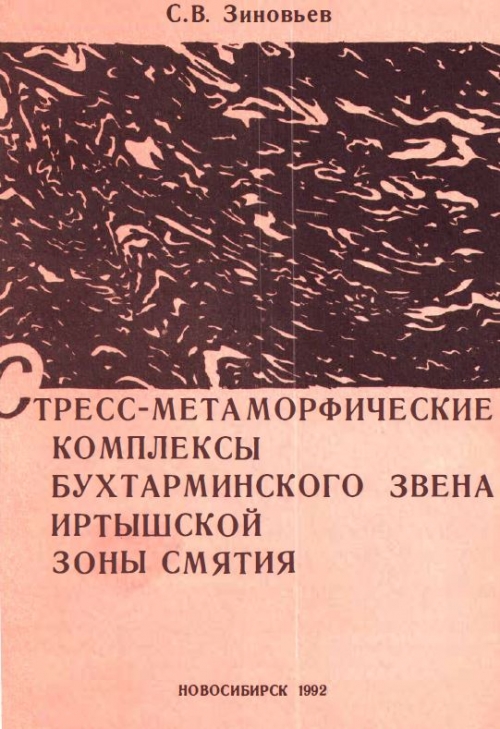 С.В. Зиновьев
СТРЕСС-МЕТАМОРФИЧЕСКИЕ
КОМПЛЕКСЫ
БУХТАРМИНСКОГО ЗВЕНА
ИРТЫШСКОЙ
ЗОНЫ СМЯТИЯ
НОВОСИБИРСК 1992